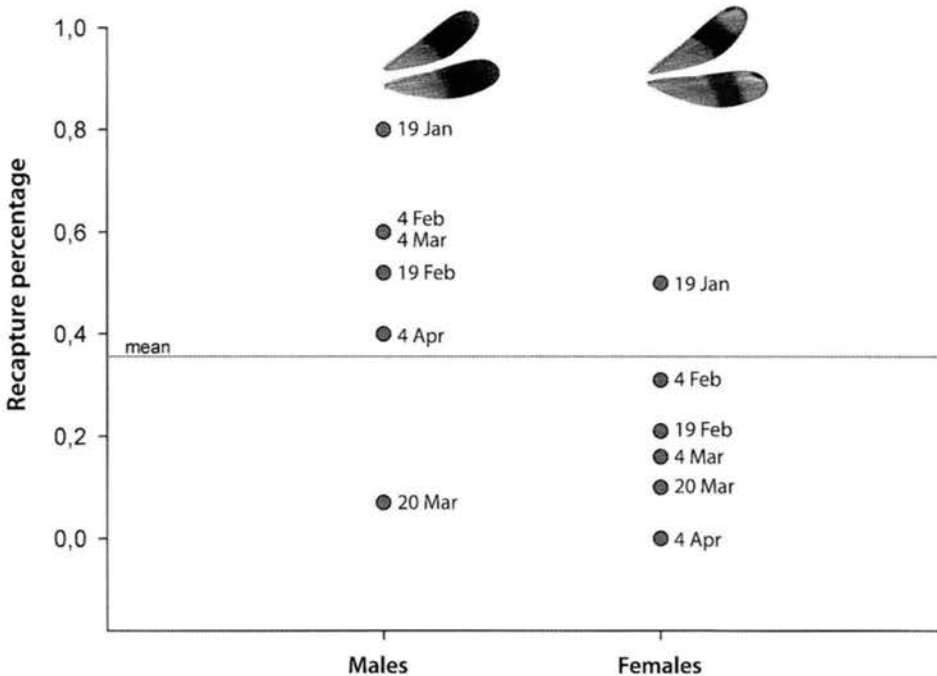 Recapture percentage
1,0
0,8
0,6
0,4
0,2
0,0
mean
19 Jan
4 Feb
4 Mar
19 Feb
4 Apr
20 Mar
19 Jan
4 Feb
19 Feb
4 Mar
20 Mar
4 Apr
Males
Females